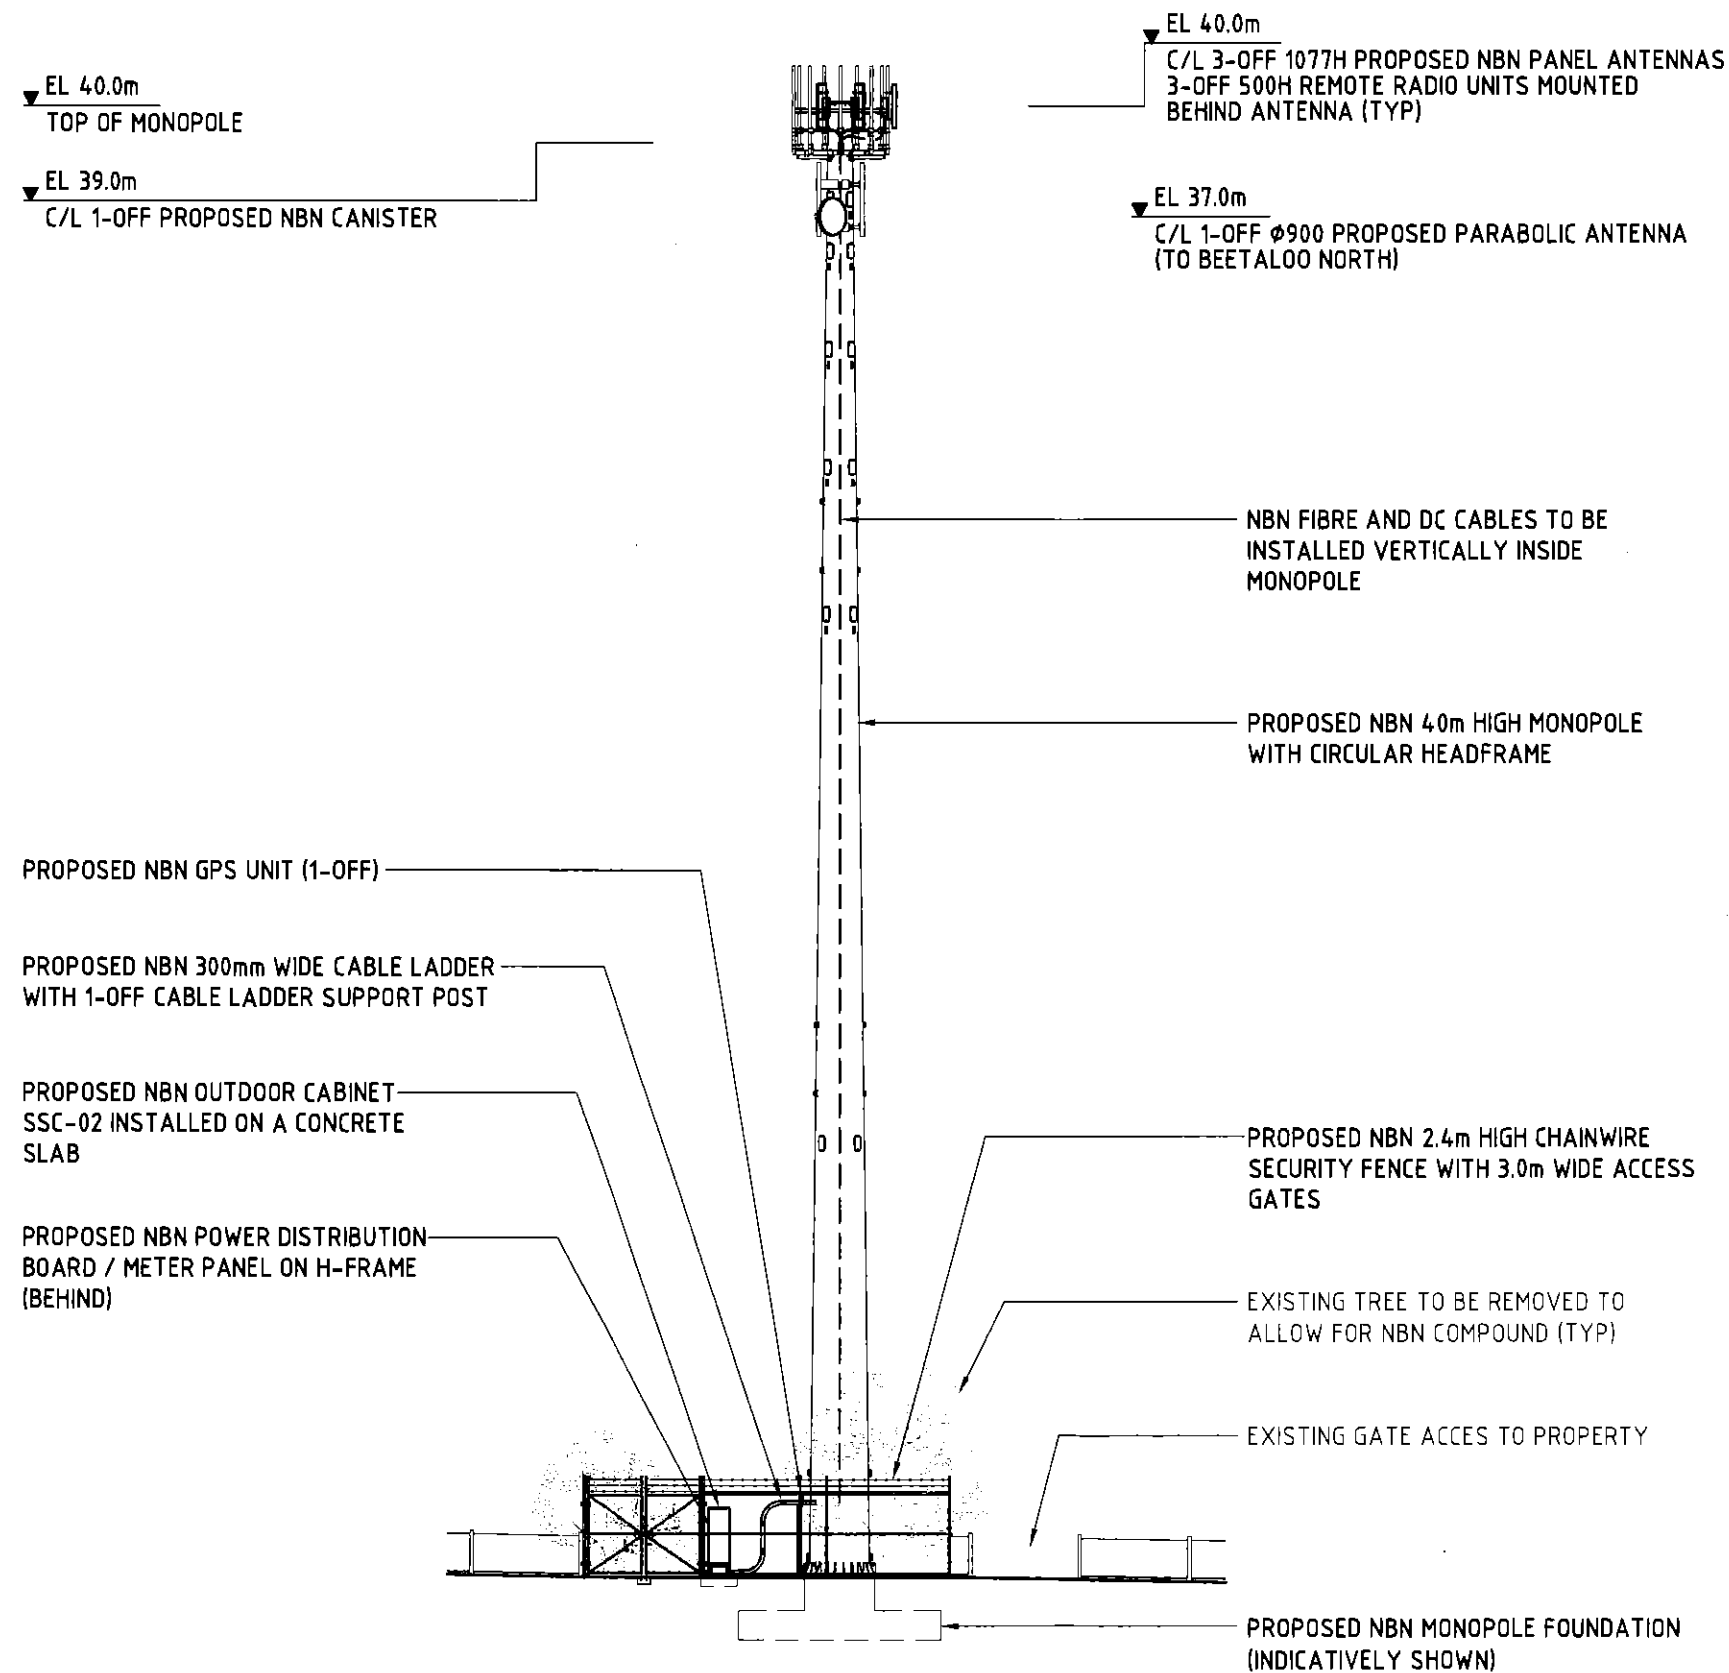 EL 40.0m
TOP OF MONOPOLE
EL 39.0m
C/L 1-OFF PROPOSED NBN CANISTER
EL 40.0m
C/L 3-OFF 1077H PROPOSED NBN PANEL ANTENNAS
3-OFF 500H REMOTE RADIO UNITS MOUNTED
BEHIND ANTENNA (TYP)
EL 37.0m
C/L 1-OFF Ø900 PROPOSED PARABOLIC ANTENNA
(TO BEETALOO NORTH)
NBN FIBRE AND DC CABLES TO BE
INSTALLED VERTICALLY INSIDE
MONOPOLE
PROPOSED NBN 40m HIGH MONOPOLE
WITH CIRCULAR HEADFRAME
PROPOSED NBN GPS UNIT (1-OFF)
PROPOSED NBN 300mm WIDE CABLE LADDER
WITH 1-OFF CABLE LADDER SUPPORT POST
PROPOSED NBN OUTDOOR CABINET
SSC-02 INSTALLED ON A CONCRETE
SLAB
PROPOSED NBN POWER DISTRIBUTION
BOARD / METER PANEL ON H-FRAME
(BEHIND)
PROPOSED NBN 2.4m HIGH CHAINWIRE
SECURITY FENCE WITH 3.0m WIDE ACCESS
GATES
EXISTING TREE TO BE REMOVED TO
ALLOW FOR NBN COMPOUND (TYP)
EXISTING GATE ACCES TO PROPERTY
PROPOSED NBN MONOPOLE FOUNDATION
(INDICATIVELY SHOWN)